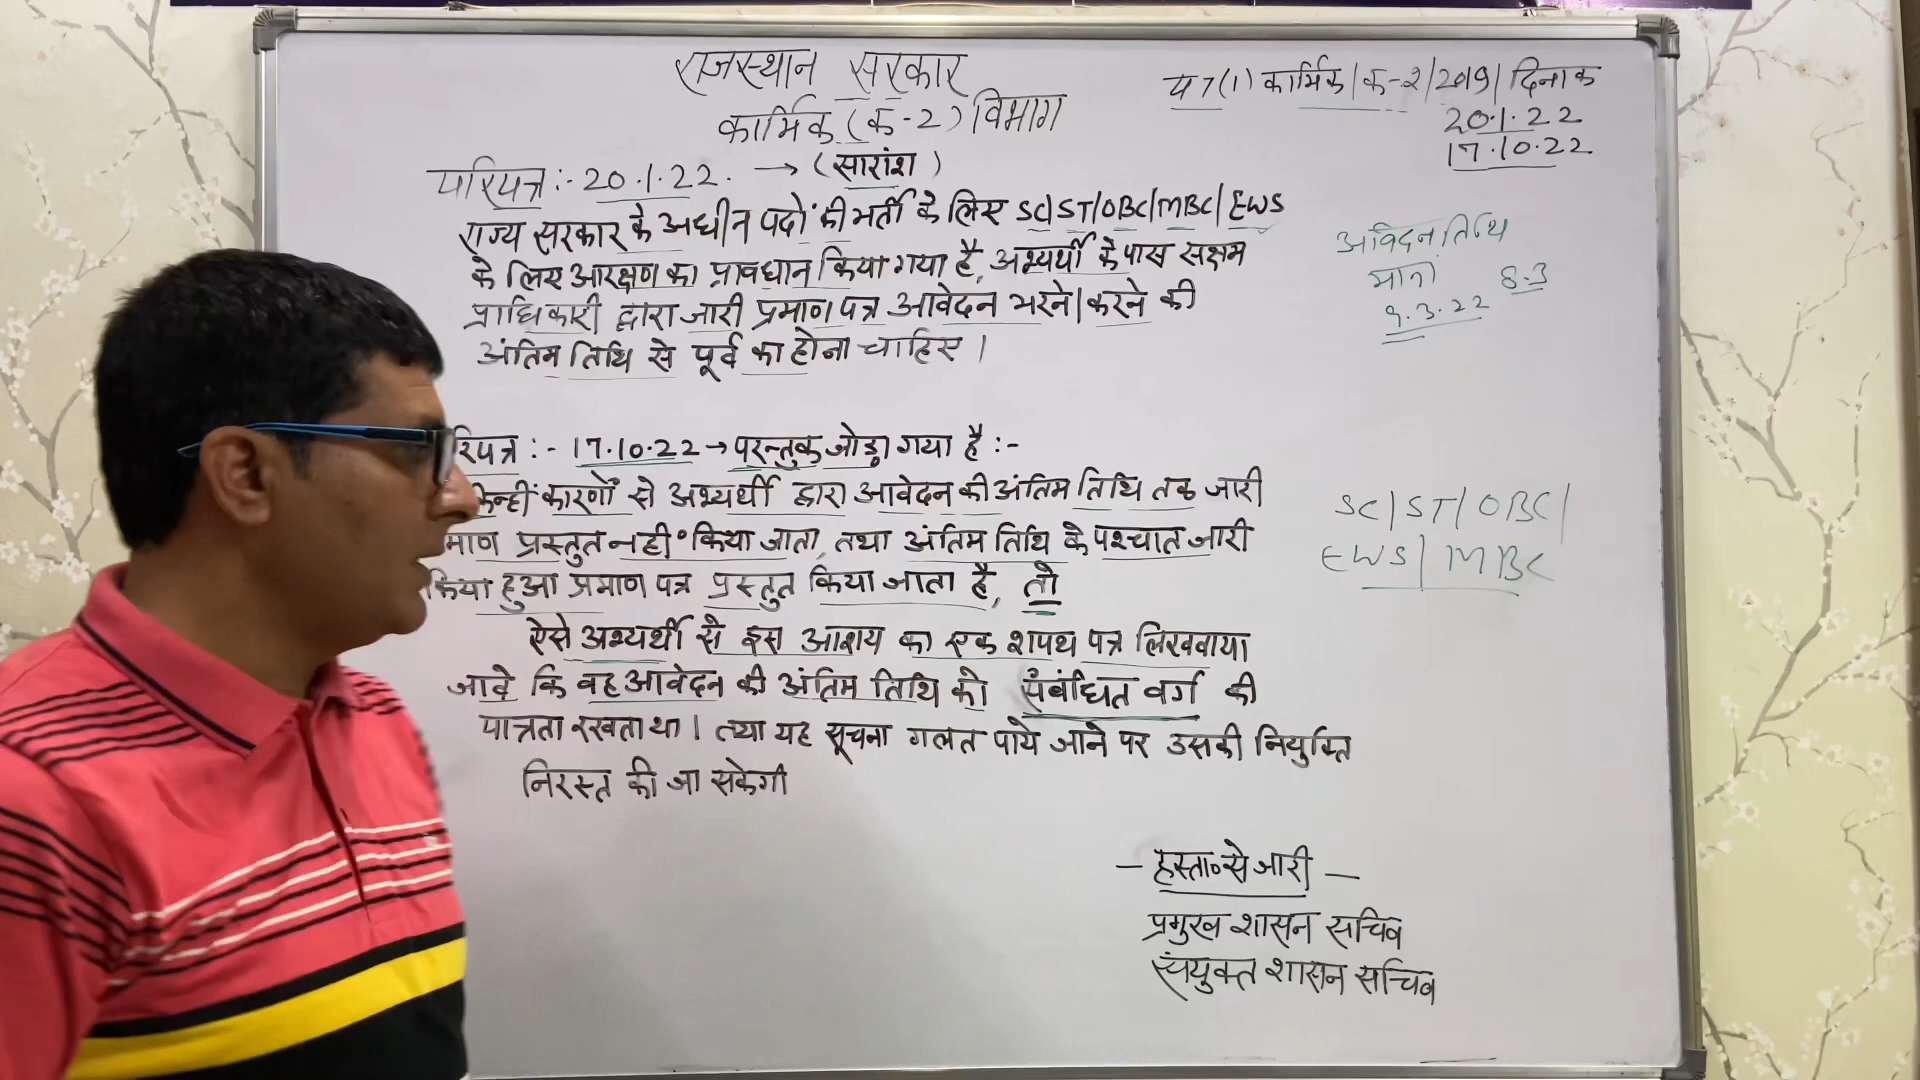 राजस्थान सरकार
कार्मिक (क-2) विभाग
प 7(1) कार्मिक/क-2/2019/ दिनाक
20.1.22
17.10.22
परिपत्र :- 20.1.22. → (सारांश)
राज्य सरकार के अधीन पदों की भर्ती के लिए SC/ST/OBC/MBC/EWS
के लिए आरक्षण का प्रावधान किया गया है, अभ्यर्थी के पास सक्षम
प्राधिकारी द्वारा जारी प्रमाण पत्र आवेदन भरने/करने की
अंतिम तिथि से पूर्व का होना चाहिए।
आवेदन तिथि
माना 8-3
9.3.22
रिपत्र :- 17.10.22 → परन्तुक जोड़ा गया है :-
किन्हीं कारणों से अभ्यर्थी द्वारा आवेदन की अंतिम तिथि तक जारी
माण प्रस्तुत नहीं किया जाता, तथा अंतिम तिथि के पश्चात जारी
किया हुआ प्रमाण पत्र प्रस्तुत किया जाता है, तो
SC/ST/OBC/
EWS/MBC
ऐसे अभ्यर्थी से इस आशय का एक शपथ पत्र लिखवाया
जावे कि वह आवेदन की अंतिम तिथि को संबंधित वर्ग की
पात्रता रखता था। तथा यह सूचना गलत पाये जाने पर उसकी नियुक्ति
निरस्त की जा सकेगी
— हस्ता० से जारी —
प्रमुख शासन सचिव
संयुक्त शासन सचिव